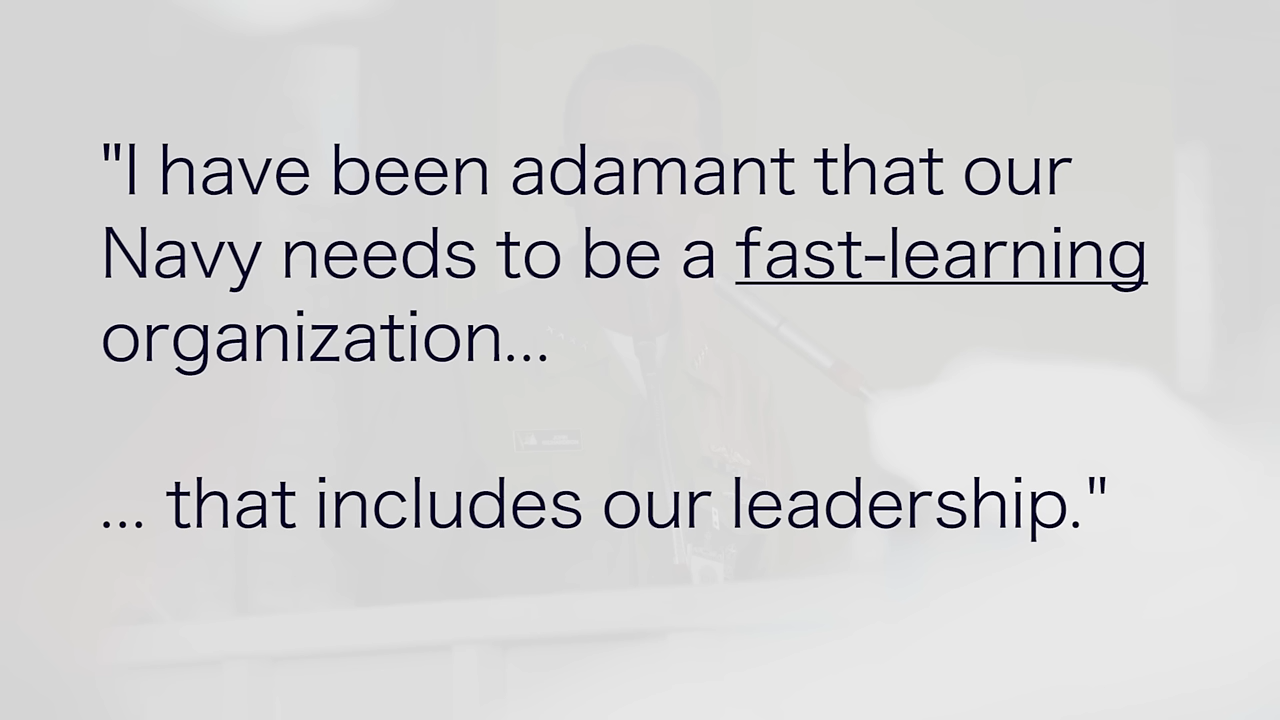 "I have been adamant that our
Navy needs to be a fast-learning
organization...
... that includes our leadership."